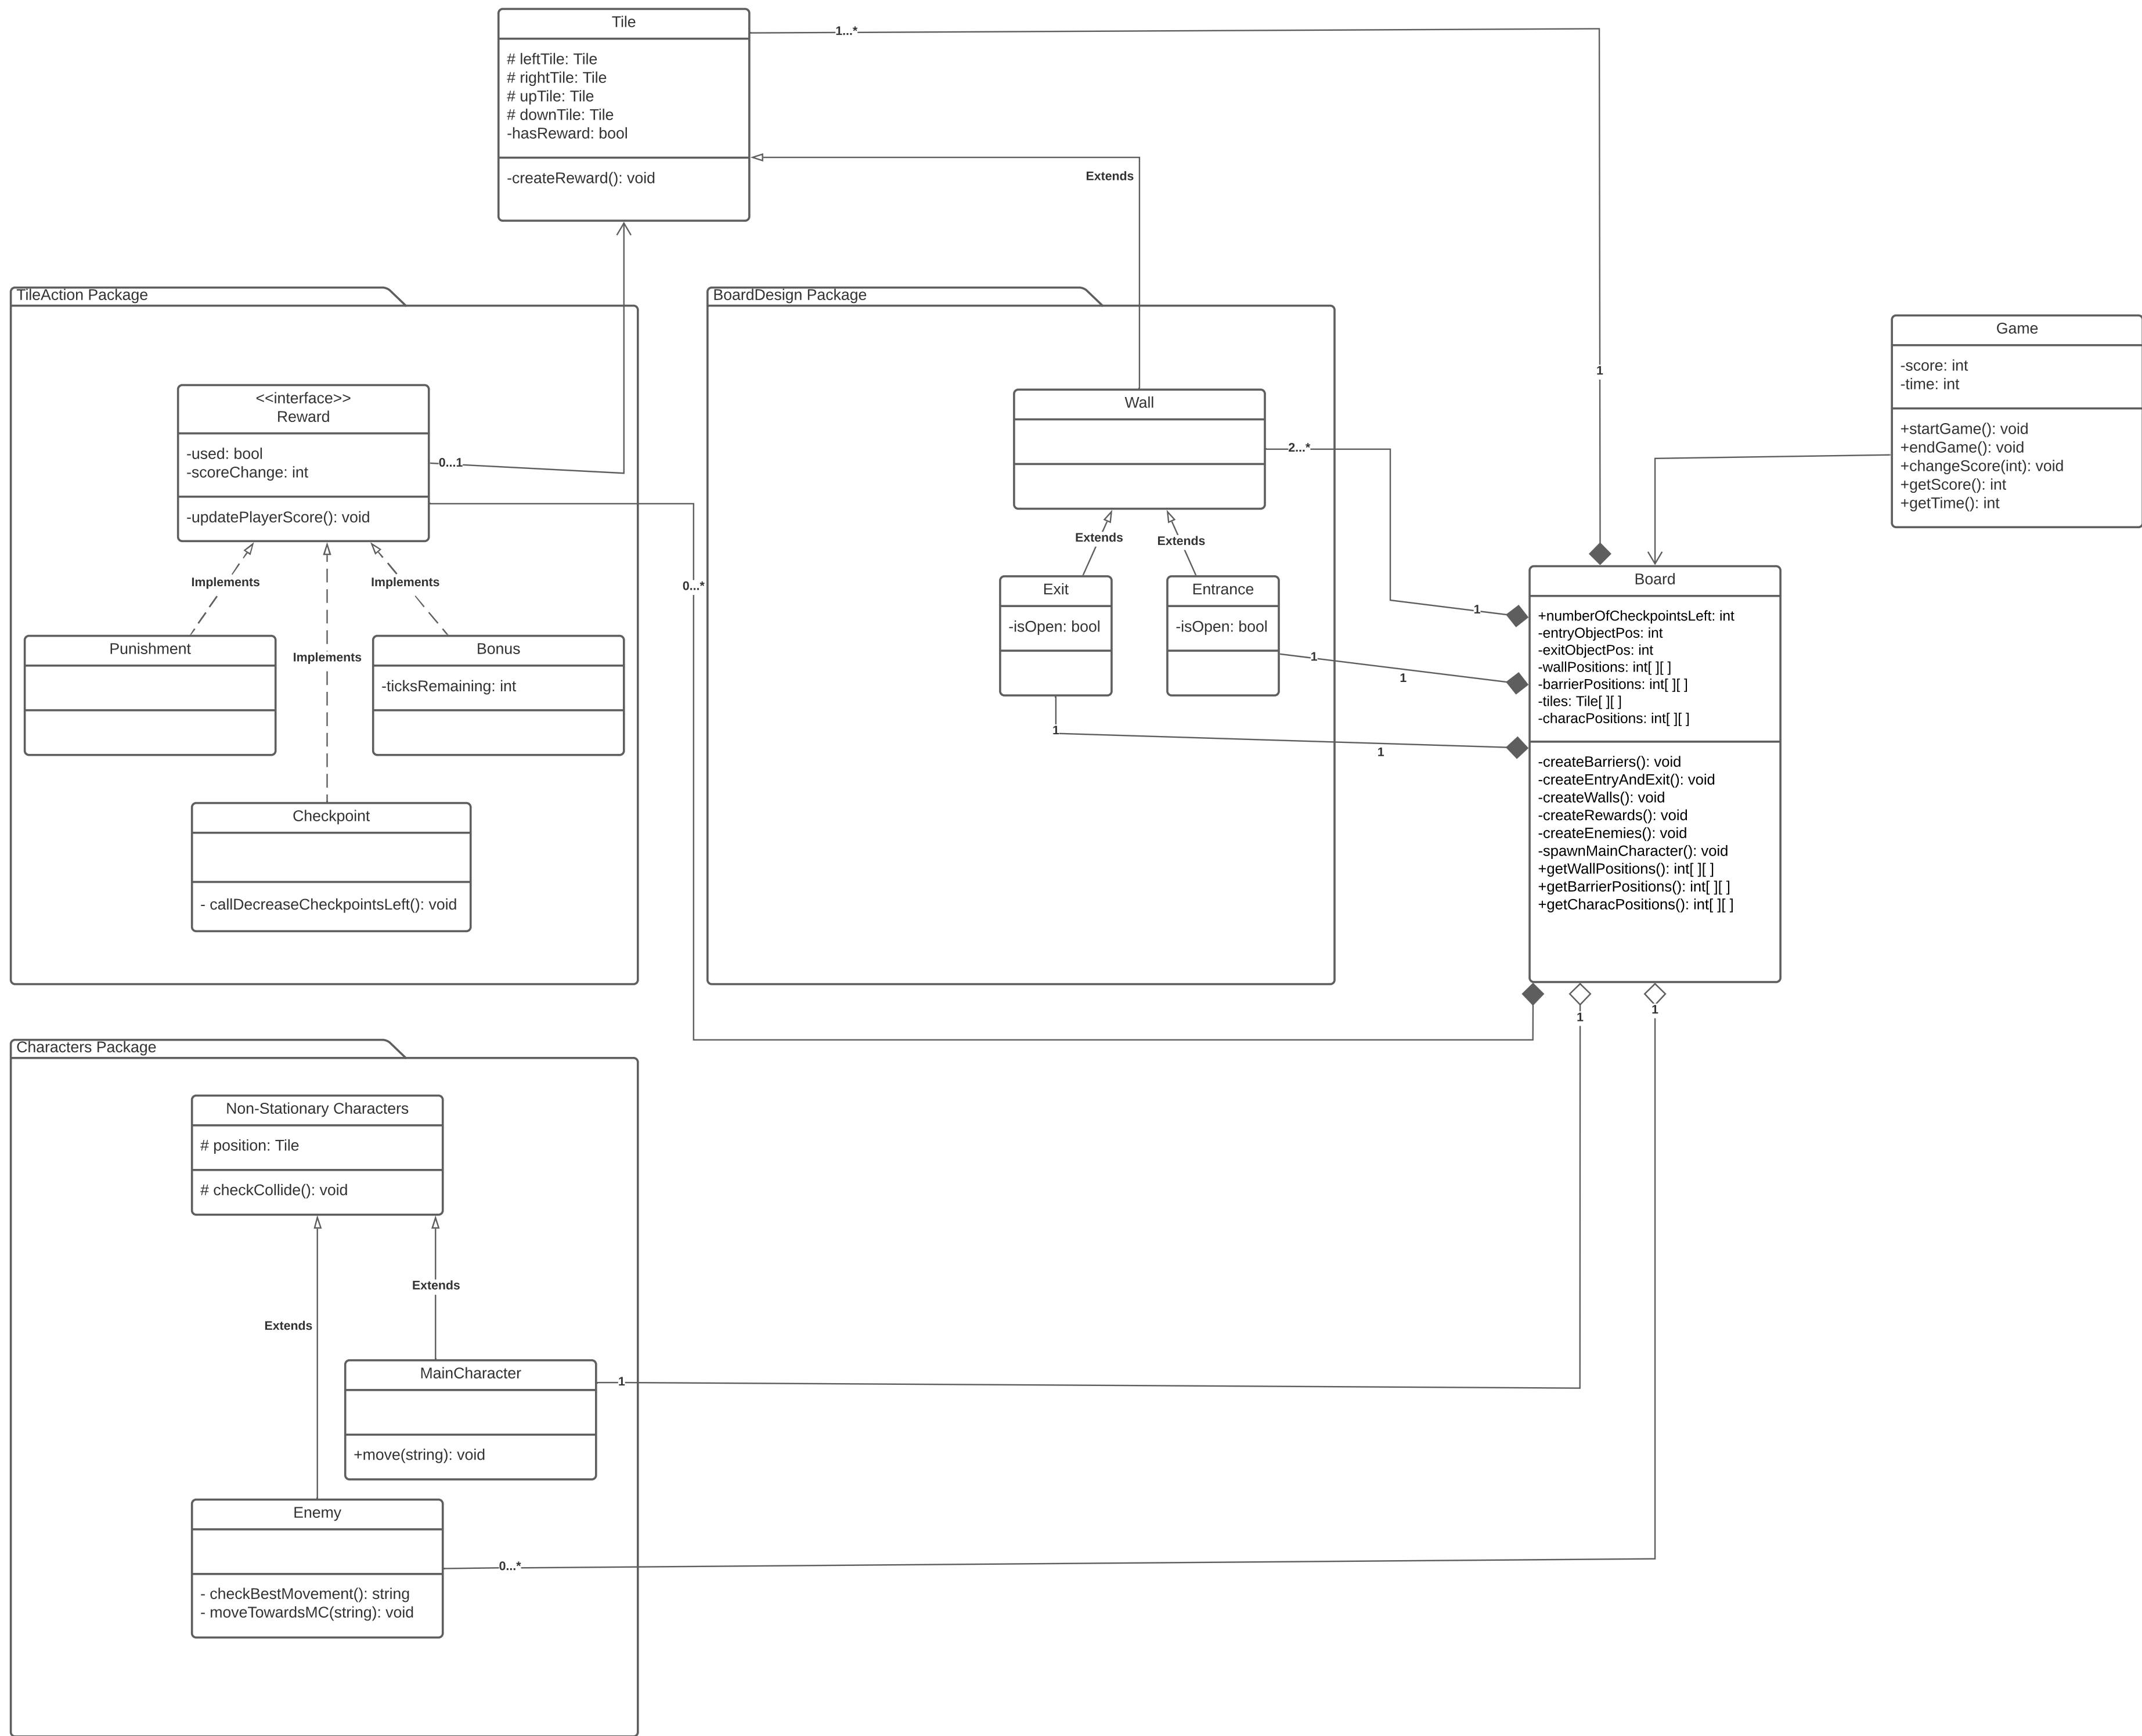 Tile
# leftTile: Tile
# rightTile: Tile
# upTile: Tile
# downTile: Tile
-hasReward: bool
-createReward(): void
1...*
Extends
1
TileAction Package
<<interface>>
Reward
-used: bool
-scoreChange: int
-updatePlayerScore(): void
0...1
0...*
Implements
Implements
Implements
Punishment
Bonus
-ticksRemaining: int
Checkpoint
- callDecreaseCheckpointsLeft(): void
BoardDesign Package
Wall
2...*
1
Extends
Extends
Exit
-isOpen: bool
Entrance
-isOpen: bool
1
1
1
1
Game
-score: int
-time: int
+startGame(): void
+endGame(): void
+changeScore(int): void
+getScore(): int
+getTime(): int
Board
+numberOfCheckpointsLeft: int
-entryObjectPos: int
-exitObjectPos: int
-wallPositions: int[ ][ ]
-barrierPositions: int[ ][ ]
-tiles: Tile[ ][ ]
-characPositions: int[ ][ ]
-createBarriers(): void
-createEntryAndExit(): void
-createWalls(): void
-createRewards(): void
-createEnemies(): void
-spawnMainCharacter(): void
+getWallPositions(): int[ ][ ]
+getBarrierPositions(): int[ ][ ]
+getCharacPositions(): int[ ][ ]
1
1
Characters Package
Non-Stationary Characters
# position: Tile
# checkCollide(): void
Extends
Extends
MainCharacter
+move(string): void
1
Enemy
- checkBestMovement(): string
- moveTowardsMC(string): void
0...*